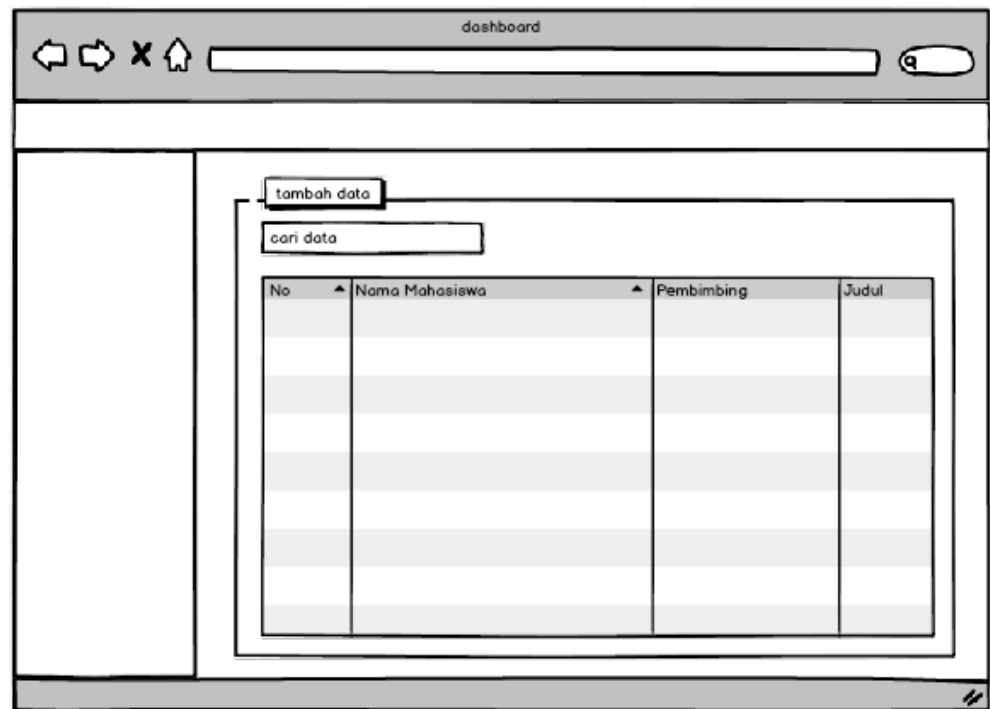 dashboard
tambah data
cari data
No Nama Mahasiswa Pembimbing Judul